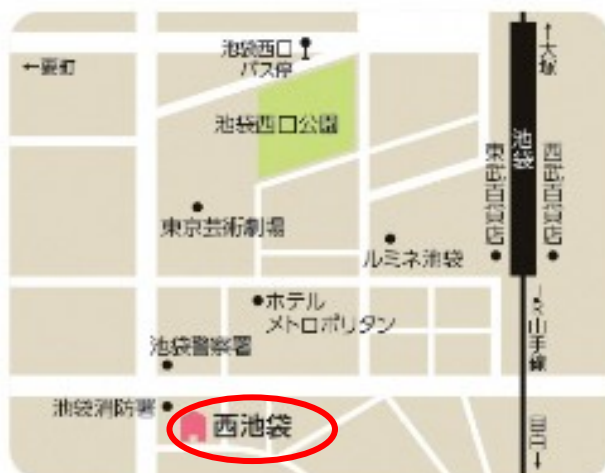 池袋西口
バス停
←要町
↑大塚
池袋西口公園
池袋
東武百貨店
西武百貨店
東京芸術劇場
ルミネ池袋
ホテル
メトロポリタン
JR山手線
池袋警察署
池袋消防署
西池袋
目白↓